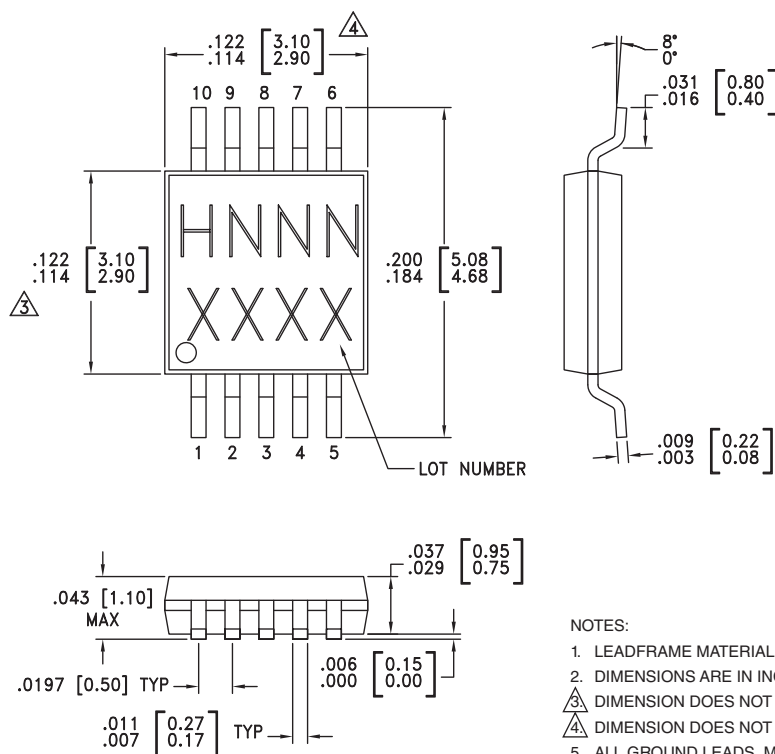 .122 [3.10]
.114 [2.90]
4
8°
0°
.031 [0.80]
.016 [0.40]
10 9 8 7 6
HNNN
XXXX
.122 [3.10]
.114 [2.90]
3
.200 [5.08]
.184 [4.68]
1 2 3 4 5
LOT NUMBER
.009 [0.22]
.003 [0.08]
.037 [0.95]
.029 [0.75]
.043 [1.10]
MAX
.0197 [0.50] TYP
.006 [0.15]
.000 [0.00]
.011 [0.27]
.007 [0.17]
TYP
NOTES:
1. LEADFRAME MATERIAL
2. DIMENSIONS ARE IN INC
3. DIMENSION DOES NOT
4. DIMENSION DOES NOT
5. ALL GROUND LEADS